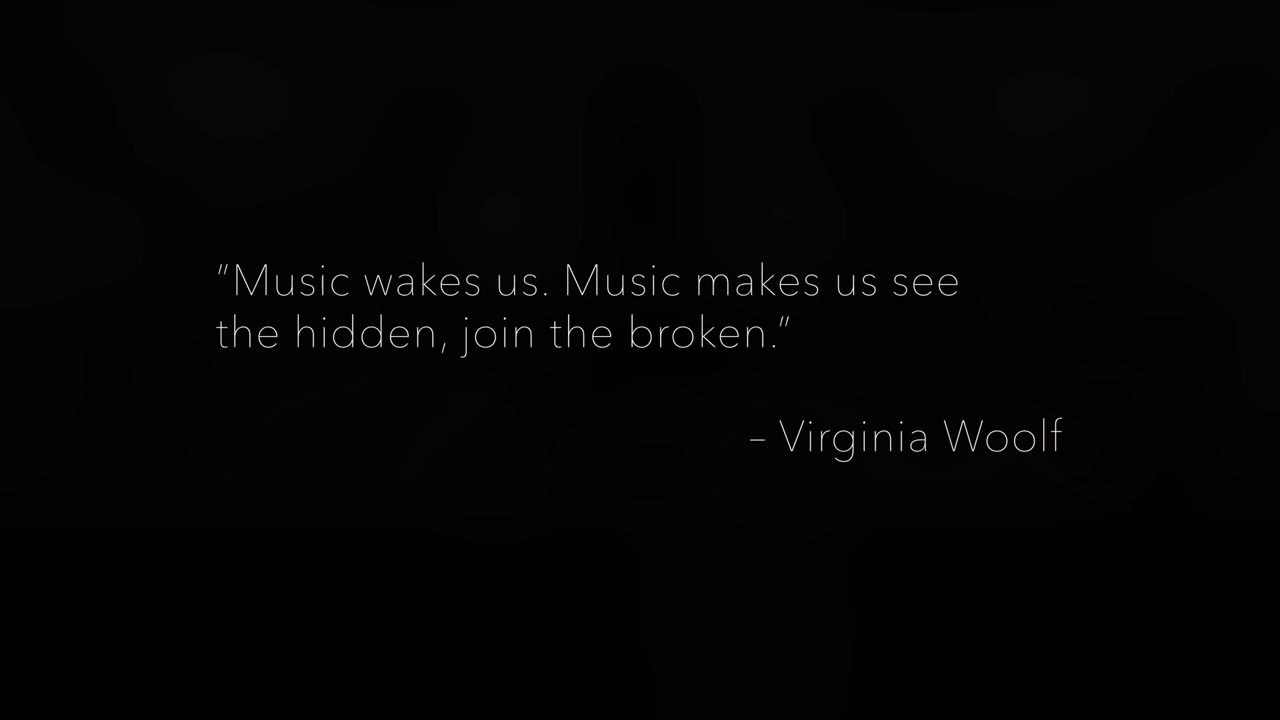 "Music wakes us. Music makes us see
the hidden, join the broken."
– Virginia Woolf